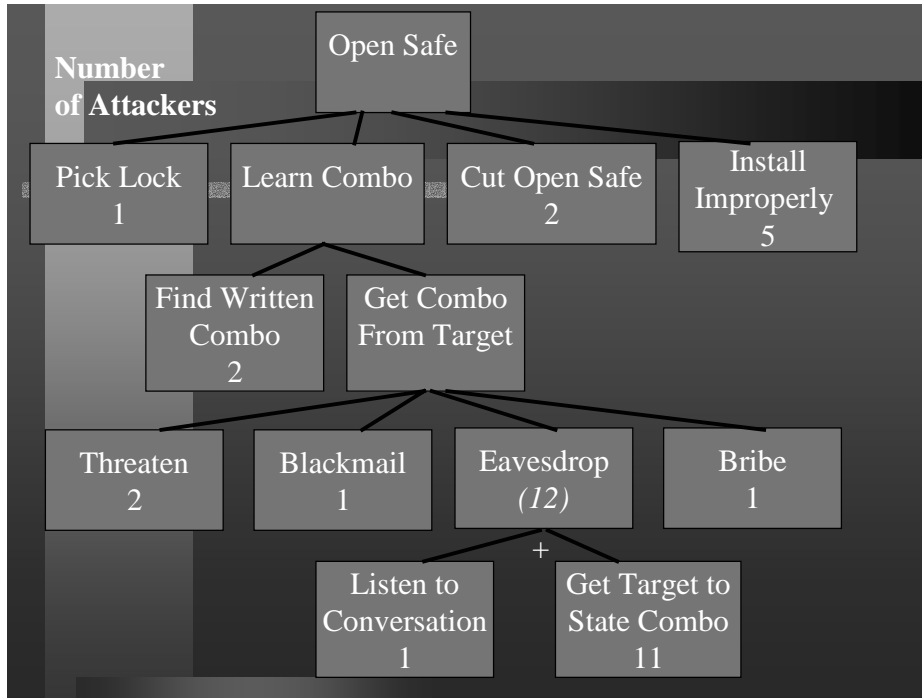 Number
of Attackers
Open Safe
Pick Lock
1
Learn Combo
Cut Open Safe
2
Install
Improperly
5
Find Written
Combo
2
Get Combo
From Target
Threaten
2
Blackmail
1
Eavesdrop
(12)
Bribe
1
+
Listen to
Conversation
1
Get Target to
State Combo
11